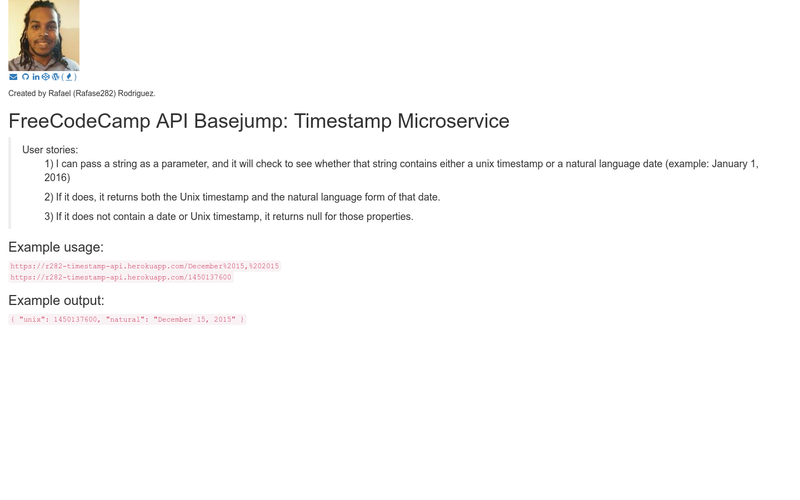 ( )
Created by Rafael (Rafase282) Rodriguez.
FreeCodeCamp API Basejump: Timestamp Microservice
User stories:
1) I can pass a string as a parameter, and it will check to see whether that string contains either a unix timestamp or a natural language date (example: January 1,
2016)
2) If it does, it returns both the Unix timestamp and the natural language form of that date.
3) If it does not contain a date or Unix timestamp, it returns null for those properties.
Example usage:
https://r282-timestamp-api.herokuapp.com/December%2015,%202015
https://r282-timestamp-api.herokuapp.com/1450137600
Example output:
{ "unix": 1450137600, "natural": "December 15, 2015" }